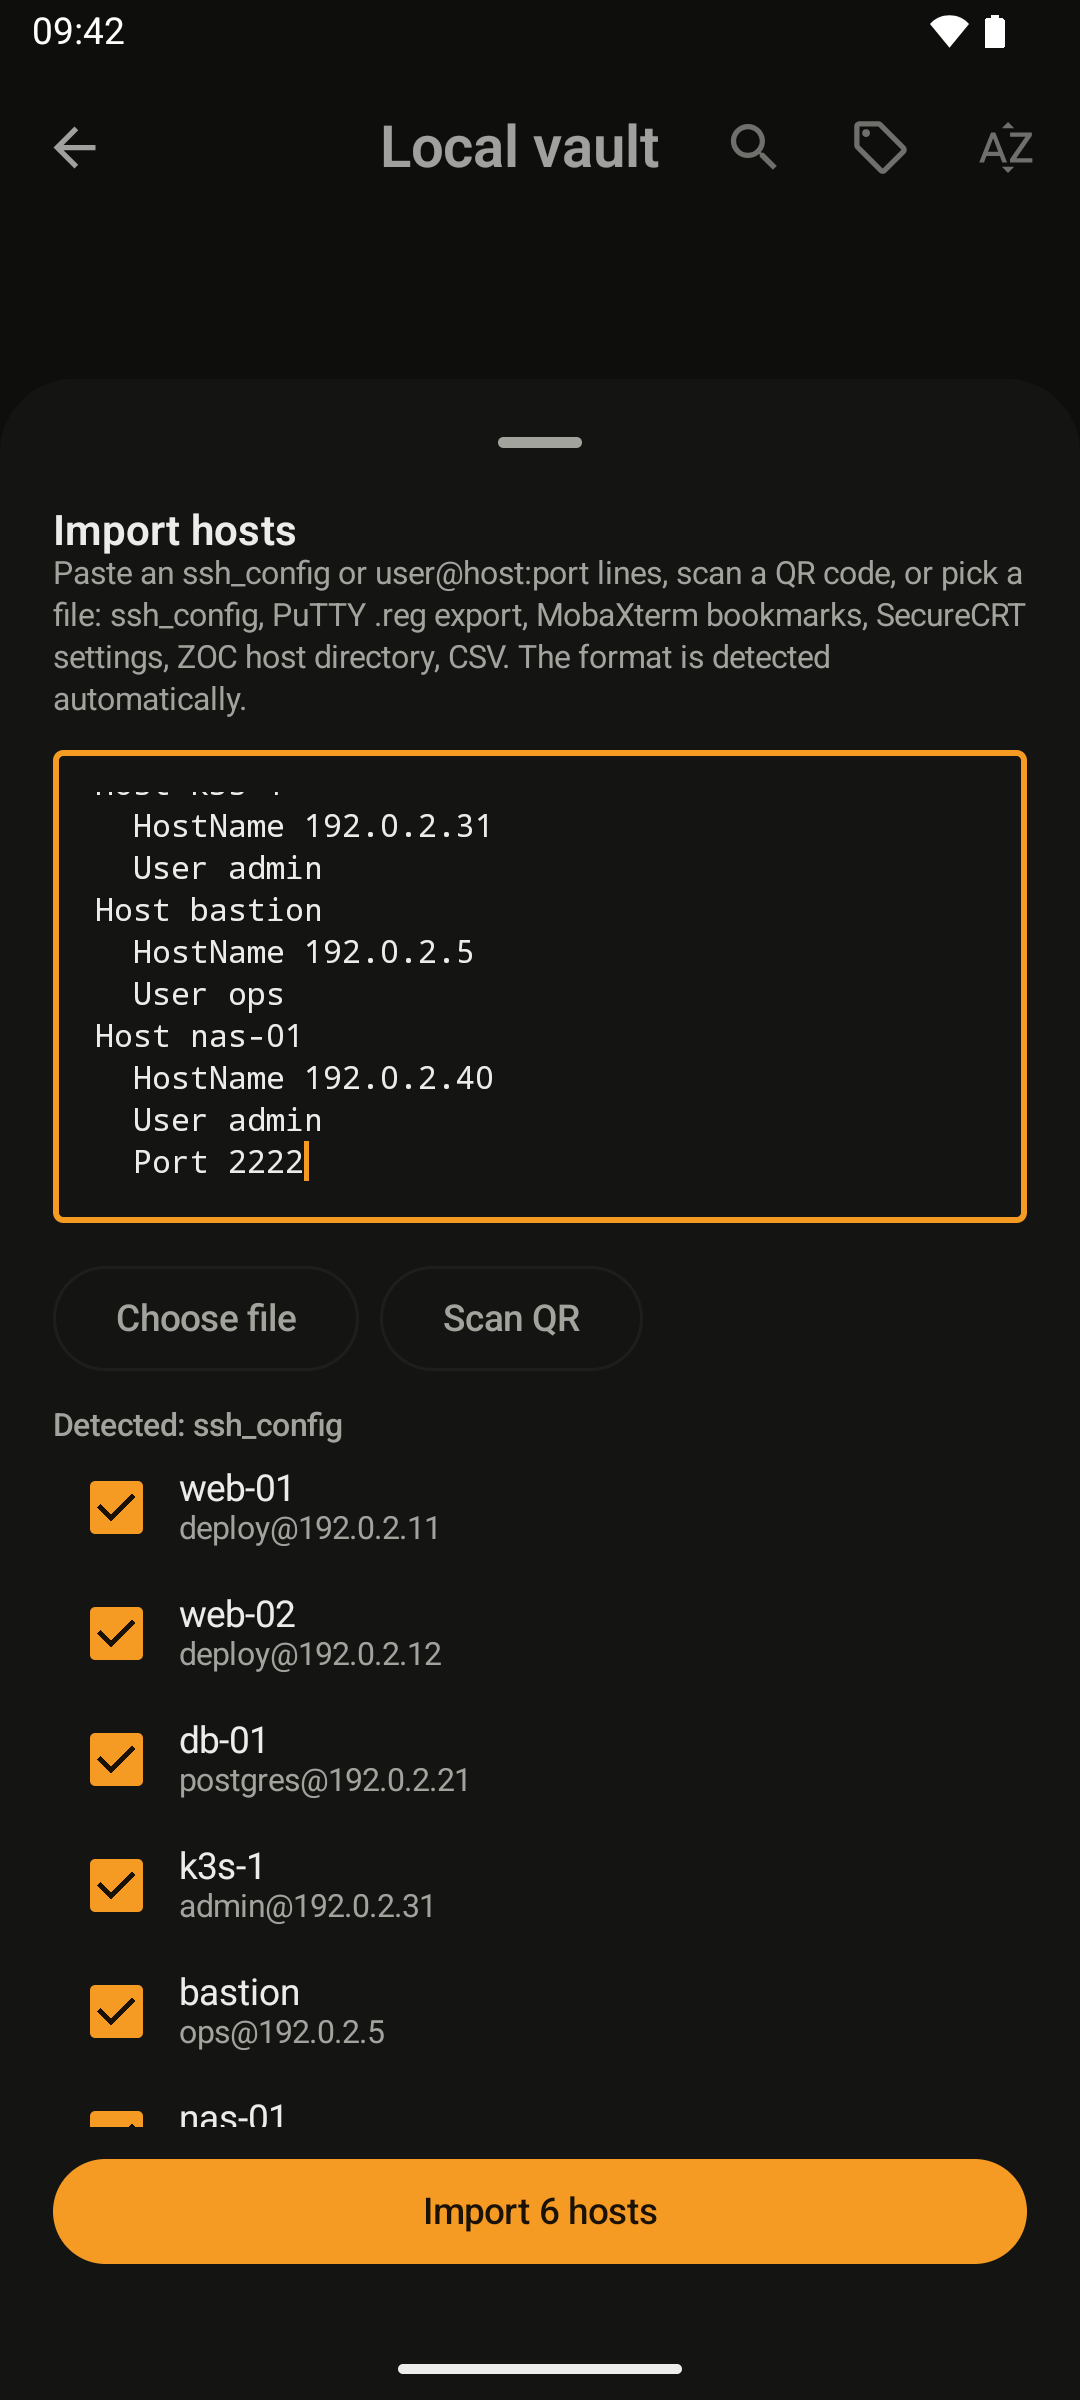 09:42
Local vault
AZ
Import hosts
Paste an ssh_config or user@host:port lines, scan a QR code, or pick a
file: ssh_config, PuTTY .reg export, MobaXterm bookmarks, SecureCRT
settings, ZOC host directory, CSV. The format is detected
automatically.
HostName 192.0.2.31
User admin
Host bastion
HostName 192.0.2.5
User ops
Host nas-01
HostName 192.0.2.40
User admin
Port 2222
Choose file
Scan QR
Detected: ssh_config
web-01
deploy@192.0.2.11
web-02
deploy@192.0.2.12
db-01
postgres@192.0.2.21
k3s-1
admin@192.0.2.31
bastion
ops@192.0.2.5
nas-01
Import 6 hosts